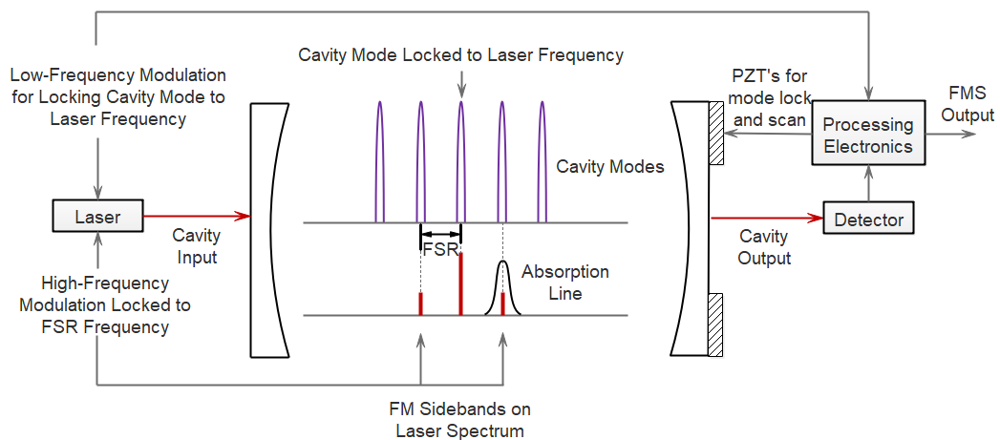 Low-Frequency Modulation
for Locking Cavity Mode to
Laser Frequency
Cavity Mode Locked to Laser Frequency
PZT's for
mode lock
and scan
Processing
Electronics
FMS
Output
Cavity Modes
Laser
Cavity
Input
FSR
Absorption
Line
Cavity
Output
Detector
High-Frequency
Modulation Locked to
FSR Frequency
FM Sidebands on
Laser Spectrum